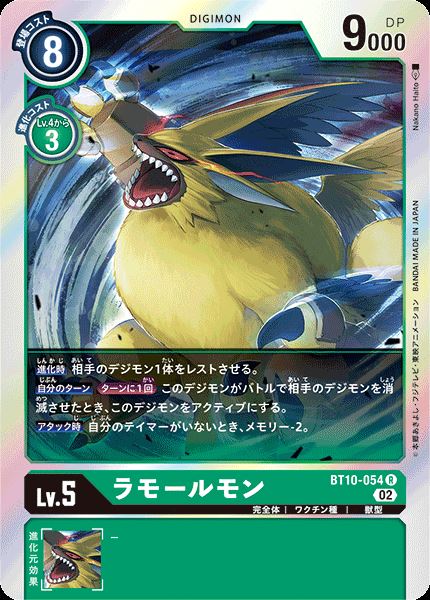 登場コスト
8
DIGIMON
DP
9000
進化コスト
Lv.4から
3
Nakano Haito
© 本郷あきよし・フジテレビ・東映アニメーション BANDAI MADE IN JAPAN
進化時 相手のデジモン1体をレストさせる。
自分のターン ターンに1回 このデジモンがバトルで相手のデジモンを消
滅させたとき、このデジモンをアクティブにする。
アタック時 自分のテイマーがいないとき、メモリー-2。
Lv.5
ラモールモン
BT10-054 R
02
完全体 | ワクチン種 | 獣型
進化元効果
－